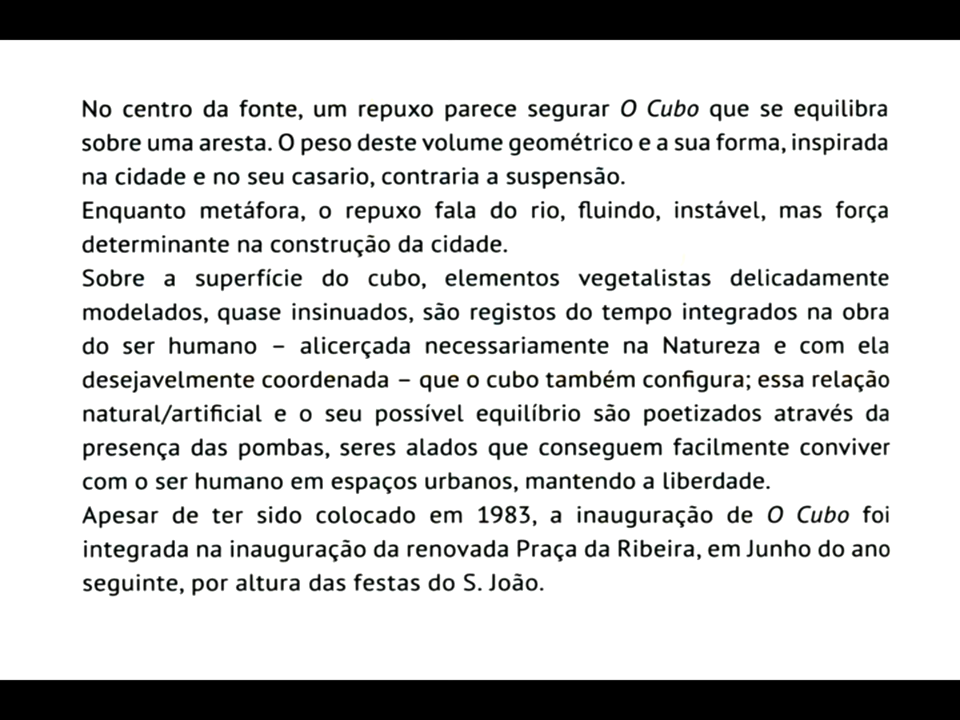 No centro da fonte, um repuxo parece segurar O Cubo que se equilibra
sobre uma aresta. O peso deste volume geométrico e a sua forma, inspirada
na cidade e no seu casario, contraria a suspensão.
Enquanto metáfora, o repuxo fala do rio, fluindo, instável, mas força
determinante na construção da cidade.
Sobre a superfície do cubo, elementos vegetalistas delicadamente
modelados, quase insinuados, são registos do tempo integrados na obra
do ser humano – alicerçada necessariamente na Natureza e com ela
desejavelmente coordenada – que o cubo também configura; essa relação
natural/artificial e o seu possível equilíbrio são poetizados através da
presença das pombas, seres alados que conseguem facilmente conviver
com o ser humano em espaços urbanos, mantendo a liberdade.
Apesar de ter sido colocado em 1983, a inauguração de O Cubo foi
integrada na inauguração da renovada Praça da Ribeira, em Junho do ano
seguinte, por altura das festas do S. João.